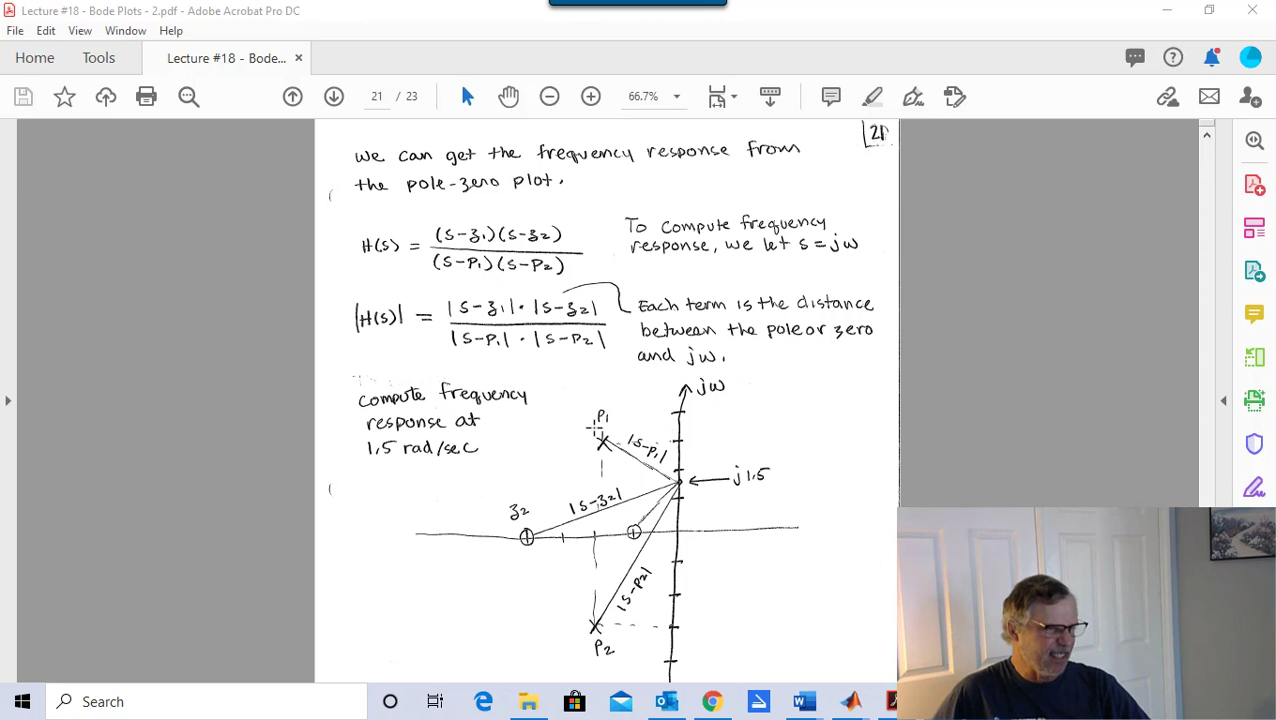 Lecture #18 - Bode Plots - 2.pdf - Adobe Acrobat Pro DC
File Edit View Window Help
Home Tools Lecture #18 - Bode... ×
21 / 23 66.7%
21
We can get the frequency response from
the pole-zero plot.
H(s) = (s-z1)(s-z2) / (s-p1)(s-p2)
To compute frequency
response, we let s = jw
|H(s)| = |s-z1| · |s-z2| / |s-p1| · |s-p2|
Each term is the distance
between the pole or zero
and jw.
Compute frequency
response at
1.5 rad/sec
jw
P1
|s-p1|
j1.5
|s-z2|
z2
|s-p2|
P2
Search